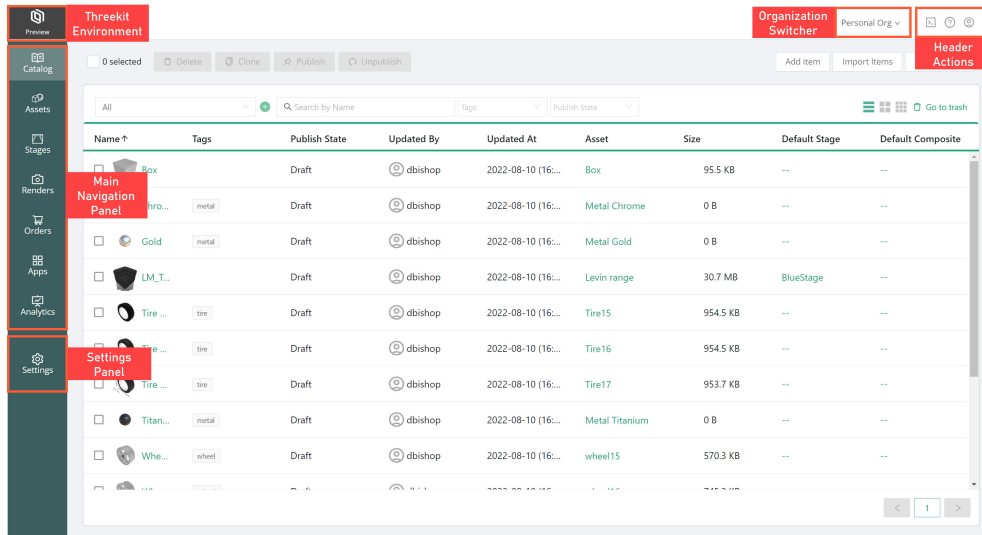 Preview
Threekit
Environment
Organization
Switcher
Personal Org
Header
Actions
Catalog
Assets
Stages
Renders
Orders
Apps
Analytics
Settings
Main
Navigation
Panel
Settings
Panel
0 selected Delete Clone Publish Unpublish Add item Import Items
All Search by Name Tags Publish State Go to trash
Name Tags Publish State Updated By Updated At Asset Size Default Stage Default Composite
Box Draft dbishop 2022-08-10 (16:... Box 95.5 KB -- --
hro... metal Draft dbishop 2022-08-10 (16:... Metal Chrome 0 B -- --
Gold metal Draft dbishop 2022-08-10 (16:... Metal Gold 0 B -- --
LM_T... Draft dbishop 2022-08-10 (16:... Levin range 30.7 MB BlueStage --
Tire ... tire Draft dbishop 2022-08-10 (16:... Tire15 954.5 KB -- --
Tire ... tire Draft dbishop 2022-08-10 (16:... Tire16 954.5 KB -- --
Tire ... tire Draft dbishop 2022-08-10 (16:... Tire17 953.7 KB -- --
Titan... metal Draft dbishop 2022-08-10 (16:... Metal Titanium 0 B -- --
Whe... wheel Draft dbishop 2022-08-10 (16:... wheel15 570.3 KB -- --
1